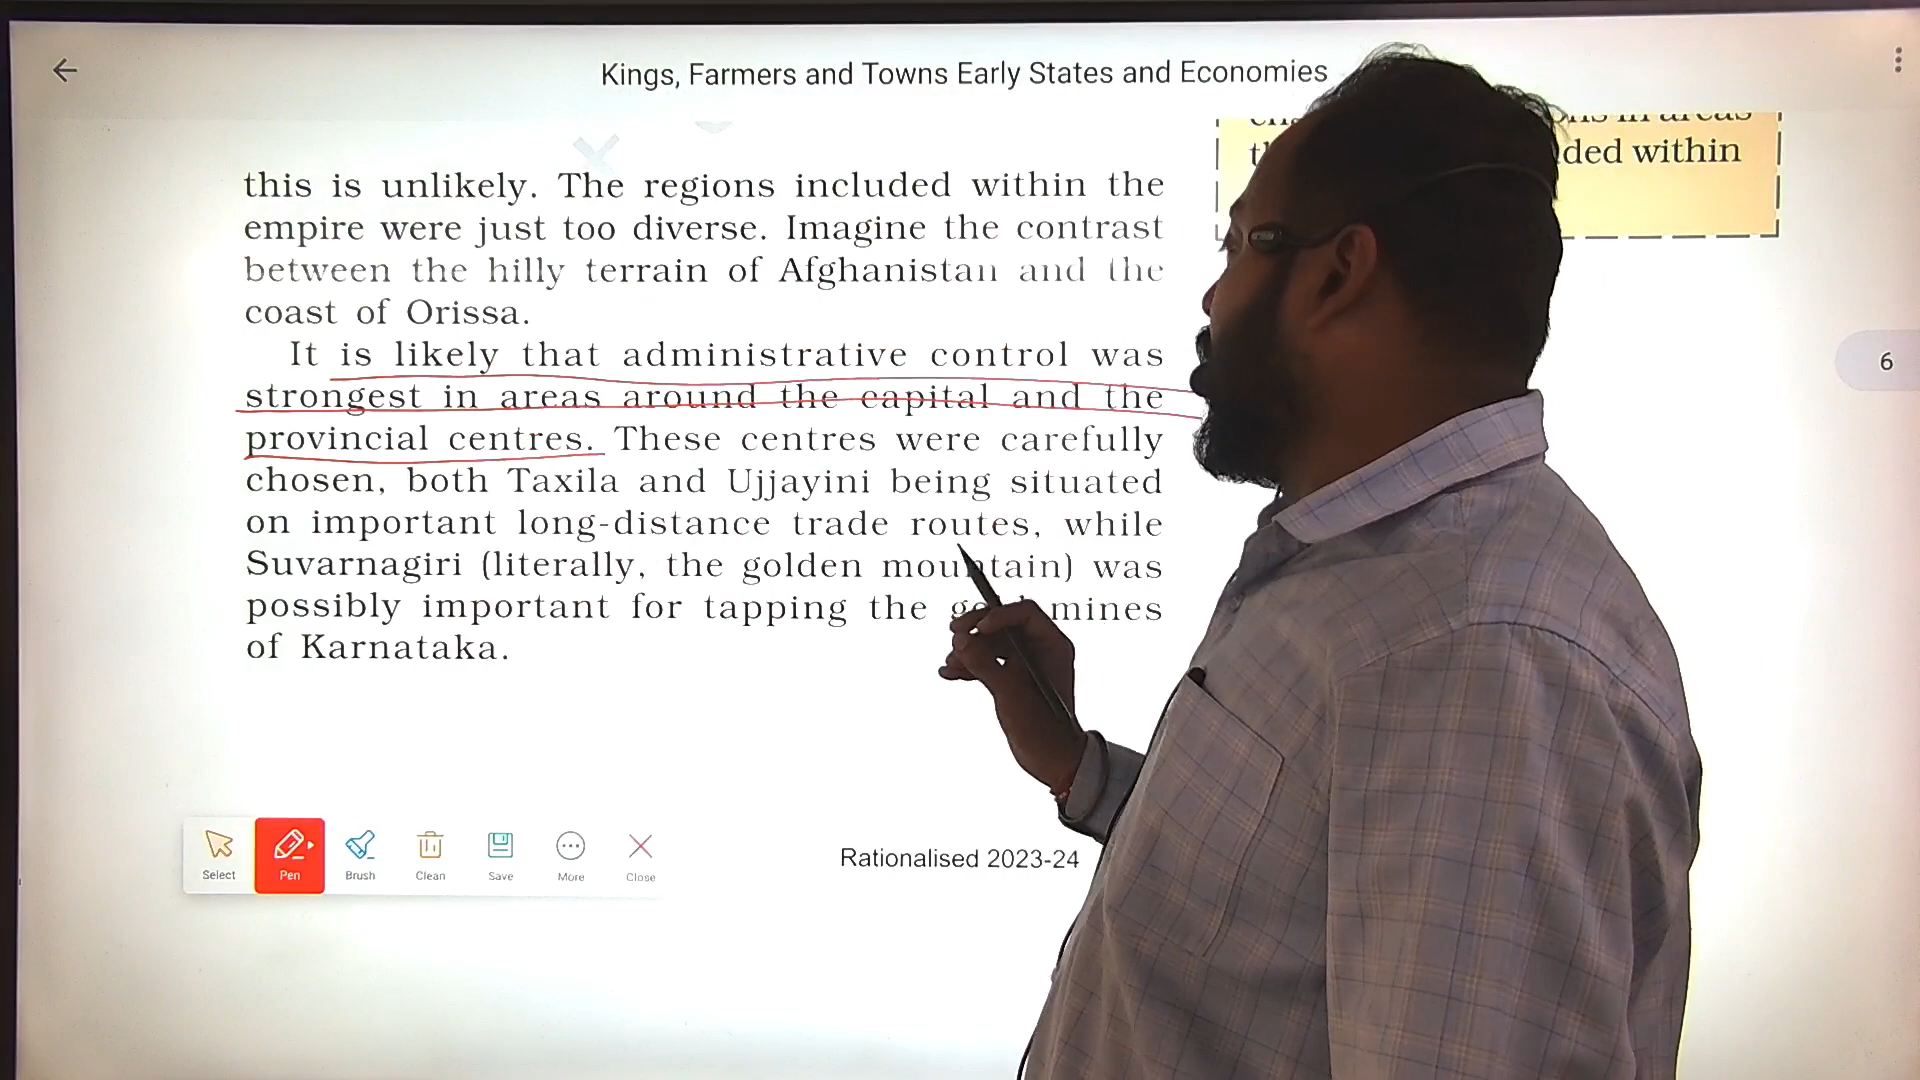 Kings, Farmers and Towns Early States and Economies
ded within
this is unlikely. The regions included within the
empire were just too diverse. Imagine the contrast
between the hilly terrain of Afghanistan and the
coast of Orissa.
It is likely that administrative control was
strongest in areas around the capital and the
provincial centres. These centres were carefully
chosen, both Taxila and Ujjayini being situated
on important long-distance trade routes, while
Suvarnagiri (literally, the golden mountain) was
possibly important for tapping the mines
of Karnataka.
6
Select Pen Brush Clean Save More Close
Rationalised 2023-24